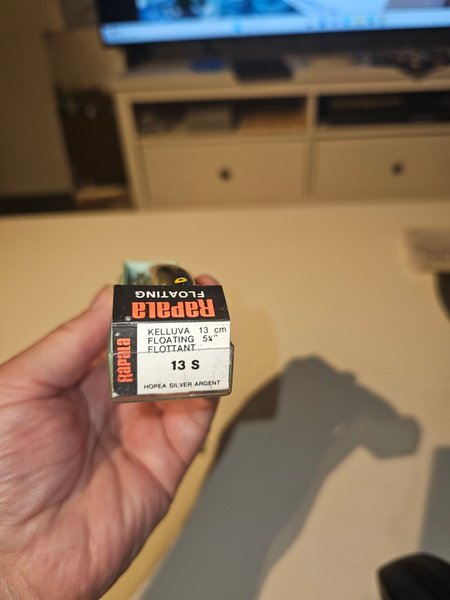 FLOATING
RAPALA
RAPALA
KELLUVA 13 cm
FLOATING 5¼"
FLOTTANT
13 S
HOPEA SILVER ARGENT